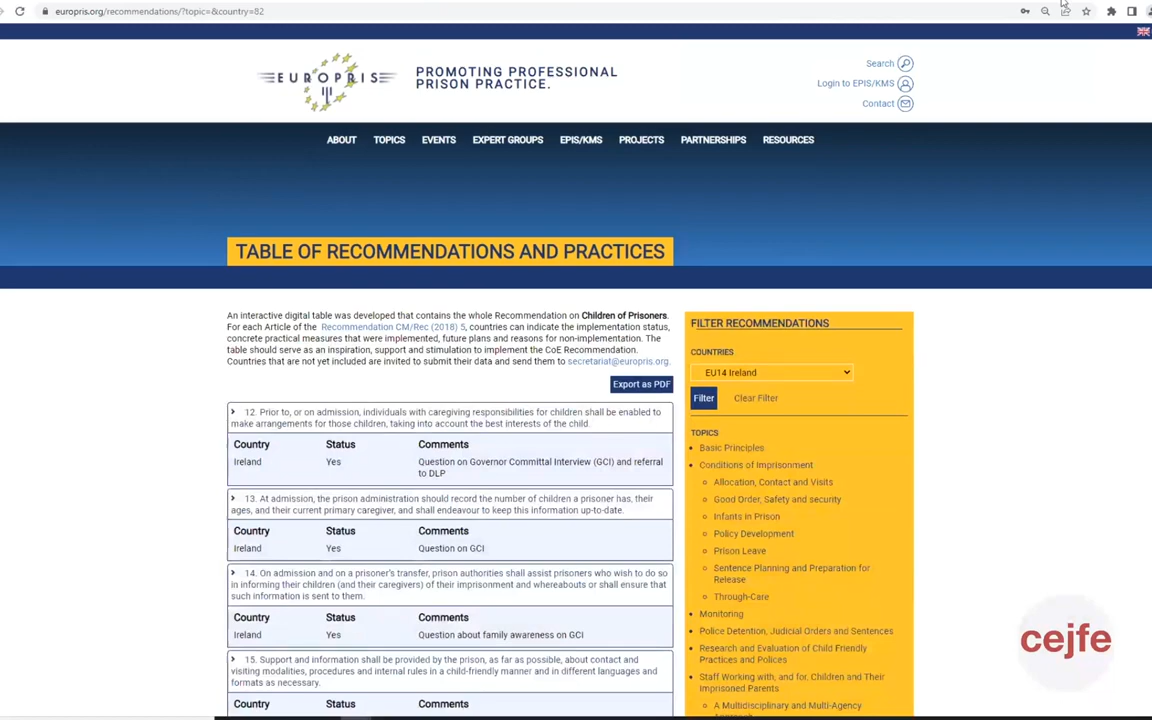 europris.org/recommendations/?topic=&country=82
EUROPRIS
PROMOTING PROFESSIONAL
PRISON PRACTICE.
Search
Login to EPIS/KMS
Contact
ABOUT TOPICS EVENTS EXPERT GROUPS EPIS/KMS PROJECTS PARTNERSHIPS RESOURCES
TABLE OF RECOMMENDATIONS AND PRACTICES
An interactive digital table was developed that contains the whole Recommendation on Children of Prisoners.
For each Article of the Recommendation CM/Rec (2018) 5, countries can indicate the implementation status,
concrete practical measures that were implemented, future plans and reasons for non-implementation. The
table should serve as an inspiration, support and stimulation to implement the CoE Recommendation.
Countries that are not yet included are invited to submit their data and send them to secretariat@europris.org.
Export as PDF
12. Prior to, or on admission, individuals with caregiving responsibilities for children shall be enabled to
make arrangements for those children, taking into account the best interests of the child.
Country Status Comments
Ireland Yes Question on Governor Committal Interview (GCI) and referral
to DLP
13. At admission, the prison administration should record the number of children a prisoner has, their
ages, and their current primary caregiver, and shall endeavour to keep this information up-to-date.
Country Status Comments
Ireland Yes Question on GCI
14. On admission and on a prisoner's transfer, prison authorities shall assist prisoners who wish to do so
in informing their children (and their caregivers) of their imprisonment and whereabouts or shall ensure that
such information is sent to them.
Country Status Comments
Ireland Yes Question about family awareness on GCI
15. Support and information shall be provided by the prison, as far as possible, about contact and
visiting modalities, procedures and internal rules in a child-friendly manner and in different languages and
formats as necessary.
Country Status Comments
FILTER RECOMMENDATIONS
COUNTRIES
EU14 Ireland
Filter Clear Filter
TOPICS
Basic Principles
Conditions of Imprisonment
Allocation, Contact and Visits
Good Order, Safety and security
Infants in Prison
Policy Development
Prison Leave
Sentence Planning and Preparation for
Release
Through-Care
Monitoring
Police Detention, Judicial Orders and Sentences
Research and Evaluation of Child Friendly
Practices and Polices
Staff Working with, and for, Children and Their
Imprisoned Parents
A Multidisciplinary and Multi-Agency
cejfe